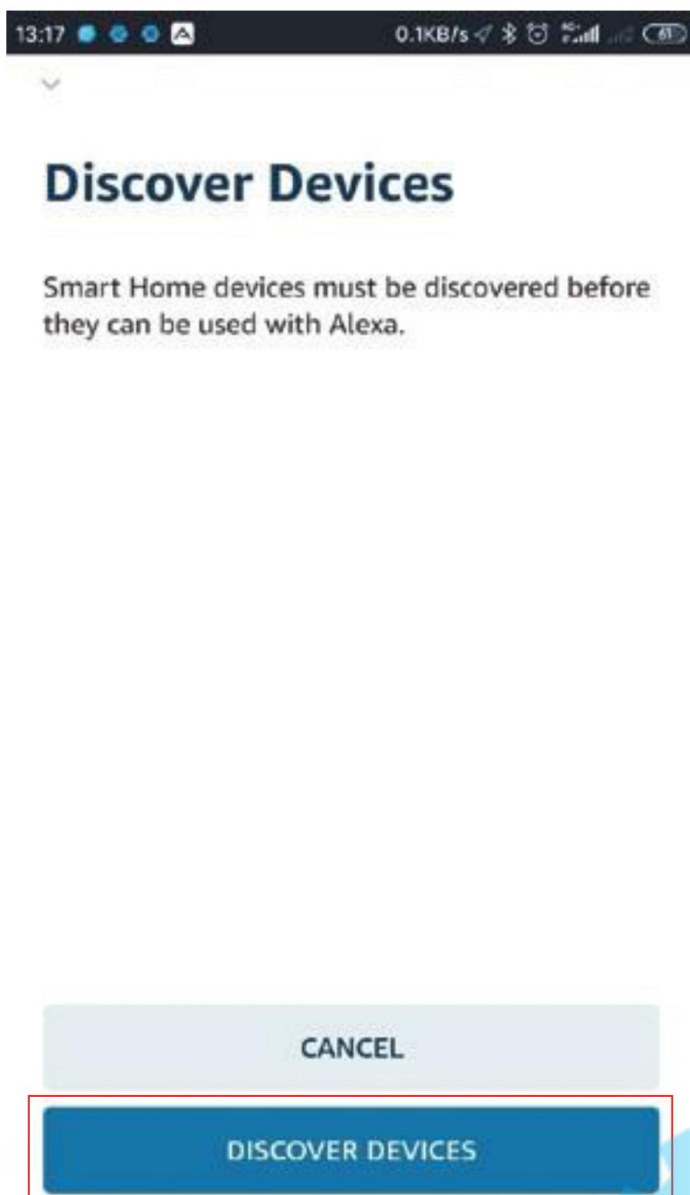 13:17 0.1KB/s 61
Discover Devices
Smart Home devices must be discovered before
they can be used with Alexa.
CANCEL
DISCOVER DEVICES